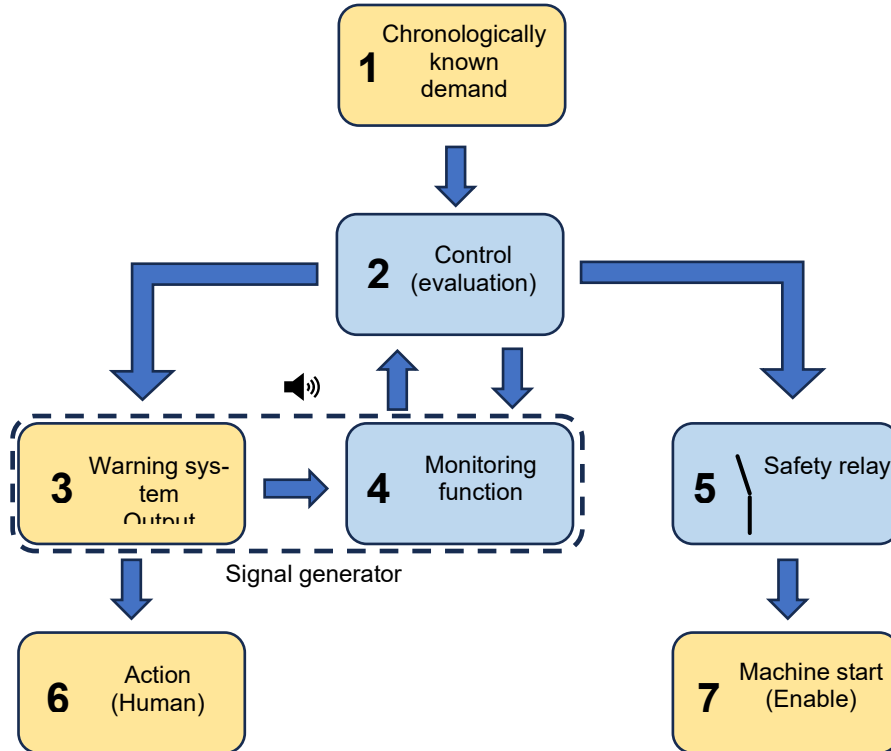 1 Chronologically
known
demand
2 Control
(evaluation)
3 Warning sys-
tem
Output
4 Monitoring
function
5 Safety relay
Signal generator
6 Action
(Human)
7 Machine start
(Enable)